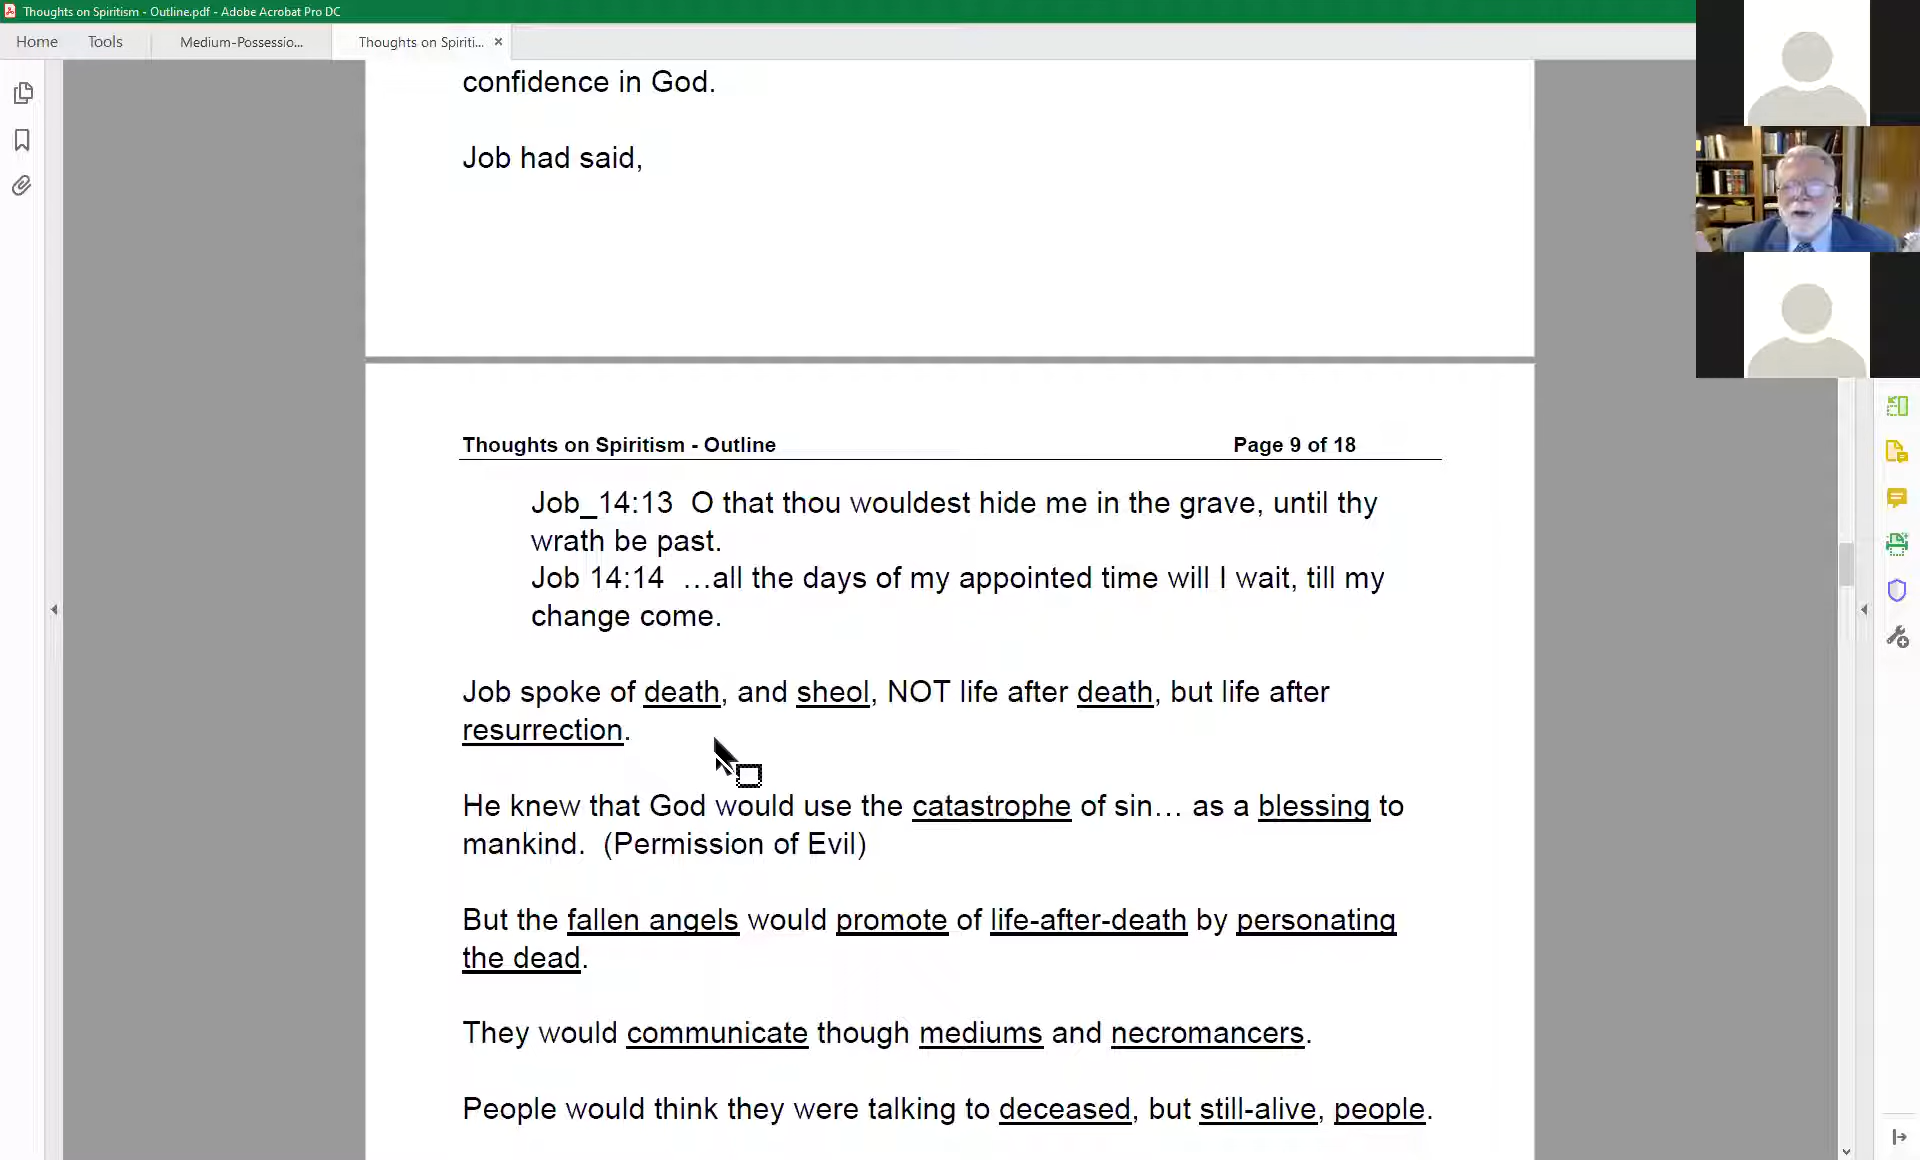 Thoughts on Spiritism - Outline.pdf - Adobe Acrobat Pro DC
Home Tools Medium-Possessio... Thoughts on Spiriti... ×
confidence in God.
Job had said,
Thoughts on Spiritism - Outline Page 9 of 18
Job_14:13 O that thou wouldest hide me in the grave, until thy
wrath be past.
Job 14:14 …all the days of my appointed time will I wait, till my
change come.
Job spoke of death, and sheol, NOT life after death, but life after
resurrection.
He knew that God would use the catastrophe of sin… as a blessing to
mankind. (Permission of Evil)
But the fallen angels would promote of life-after-death by personating
the dead.
They would communicate though mediums and necromancers.
People would think they were talking to deceased, but still-alive, people.